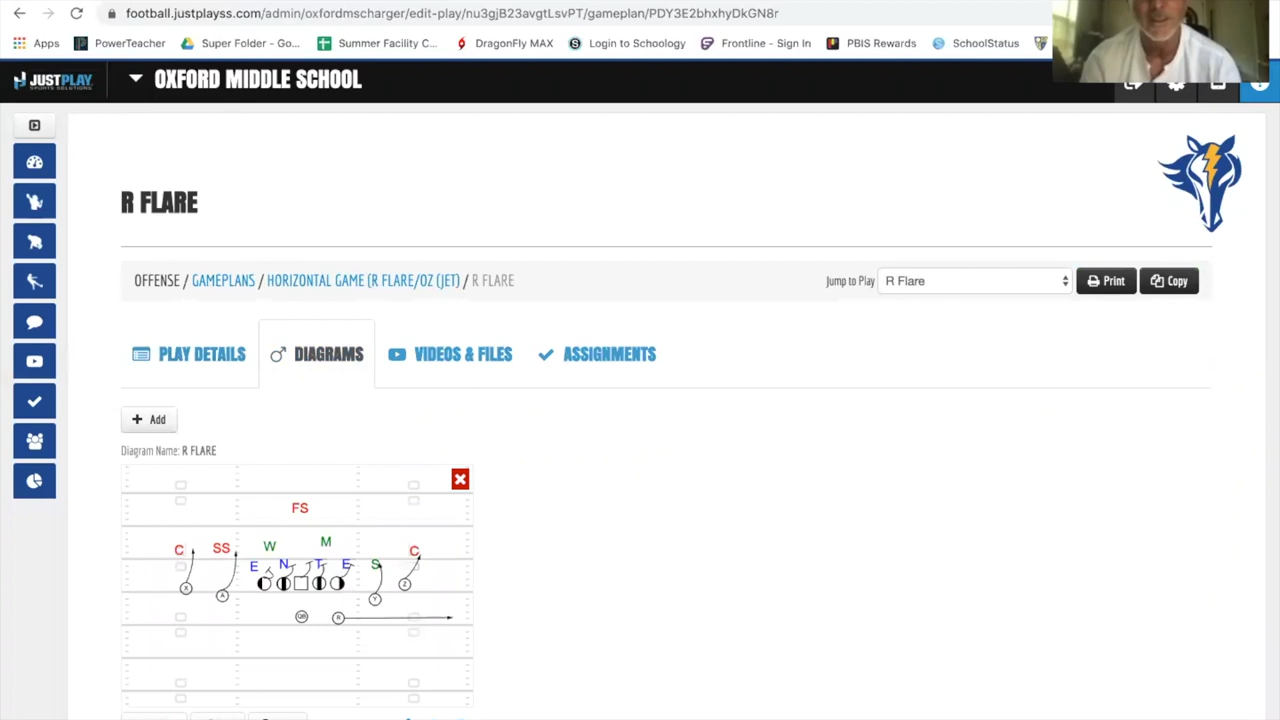 football.justplayss.com/admin/oxfordmscharger/edit-play/nu3gjB23avgtLsvPT/gameplan/PDY3E2bhxhyDkGN8r
Apps PowerTeacher Super Folder - Go... Summer Facility C... DragonFly MAX Login to Schoology Frontline - Sign In PBIS Rewards SchoolStatus
JUSTPLAY SPORTS SOLUTIONS OXFORD MIDDLE SCHOOL
R FLARE
OFFENSE / GAMEPLANS / HORIZONTAL GAME (R FLARE/OZ (JET) / R FLARE Jump to Play R Flare Print Copy
PLAY DETAILS DIAGRAMS VIDEOS & FILES ASSIGNMENTS
+ Add
Diagram Name: R FLARE
FS
C SS W M C
E N T E S
X A Y Z
QB R